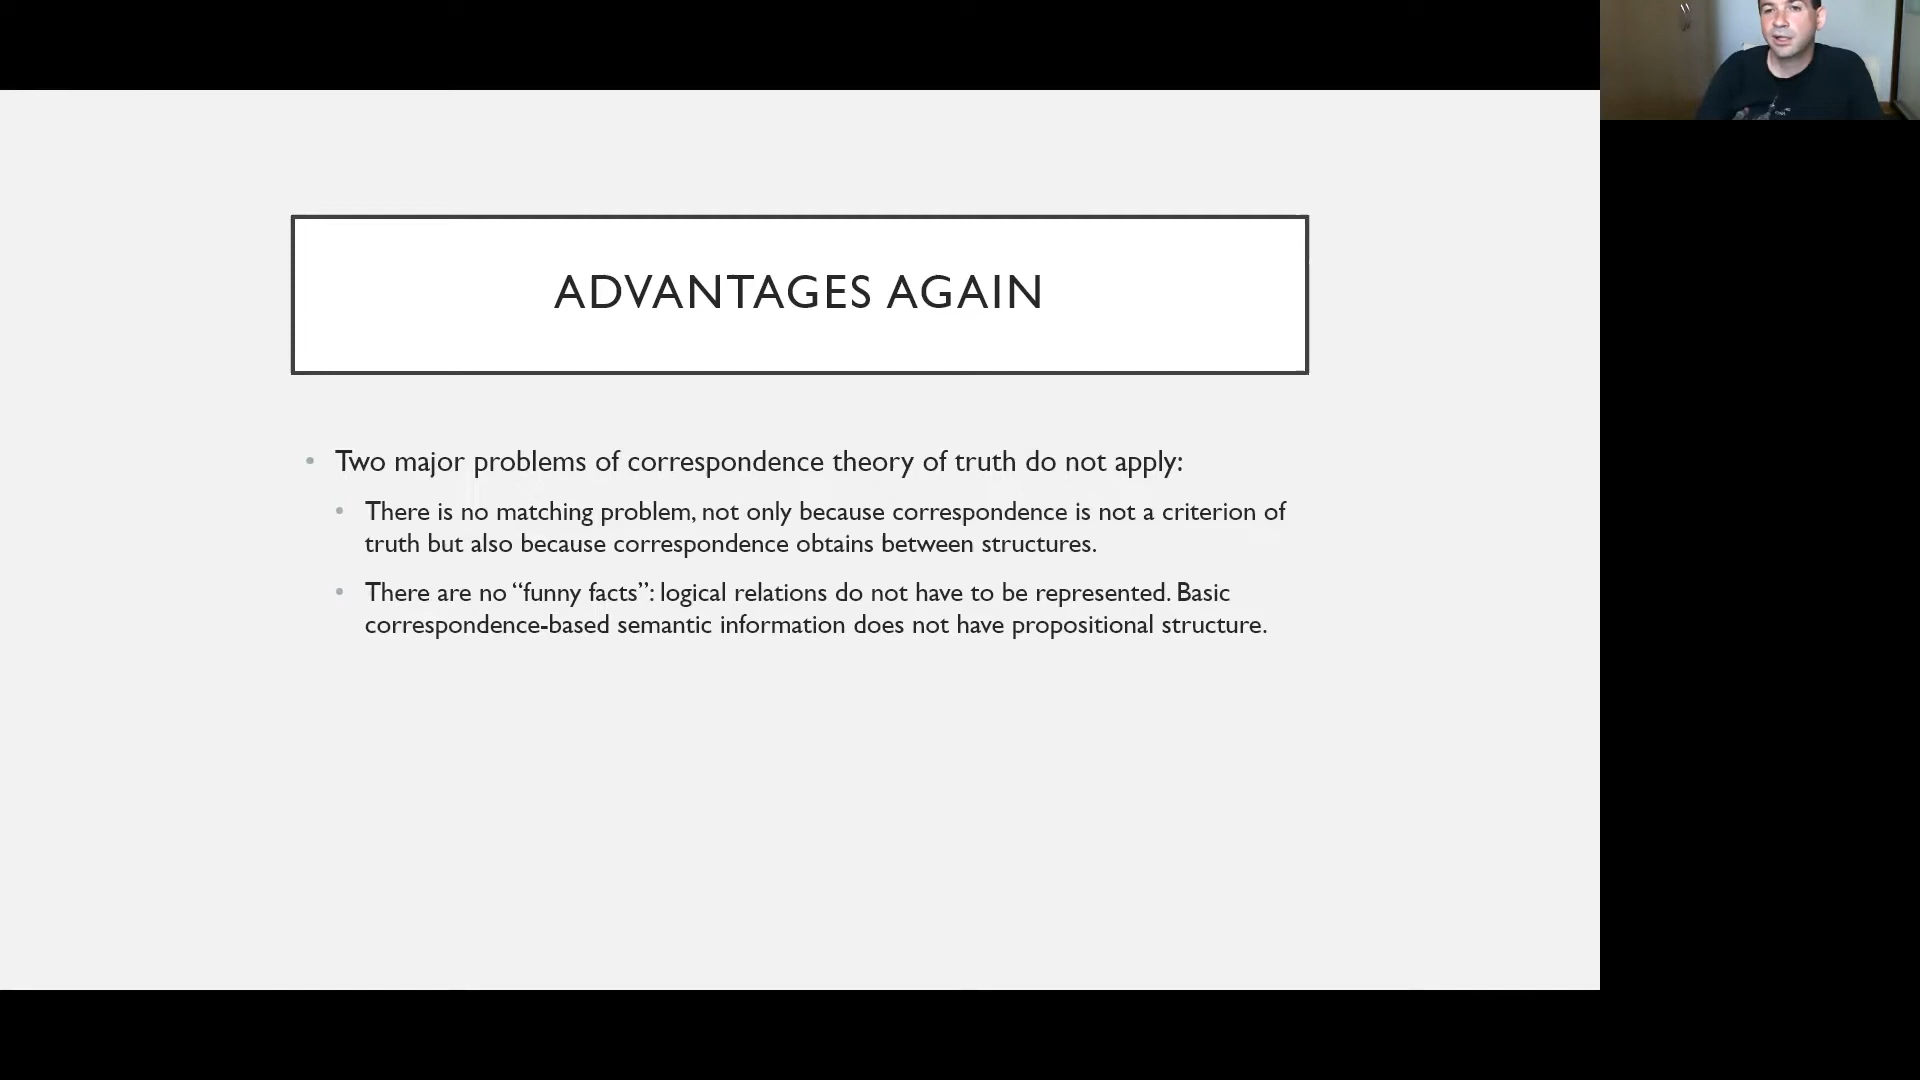 ADVANTAGES AGAIN
• Two major problems of correspondence theory of truth do not apply:
• There is no matching problem, not only because correspondence is not a criterion of
truth but also because correspondence obtains between structures.
• There are no “funny facts”: logical relations do not have to be represented. Basic
correspondence-based semantic information does not have propositional structure.